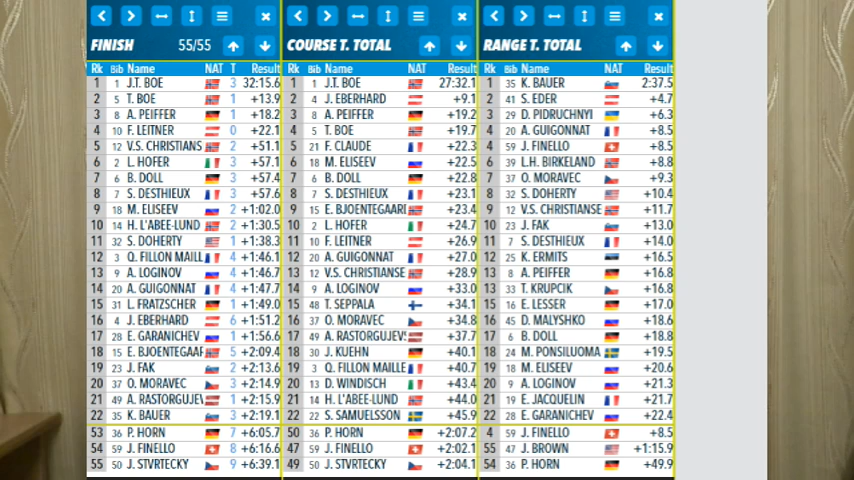 FINISH 55/55
Rk Bib Name NAT T Result
1 1 J.T. BOE 3 32:15.6
2 5 T. BOE 1 +13.9
3 8 A. PEIFFER 1 +18.2
4 10 F. LEITNER 0 +22.1
5 12 V.S. CHRISTIANS 2 +51.1
6 2 L. HOFER 3 +57.1
7 6 B. DOLL 3 +57.4
8 7 S. DESTHIEUX 3 +57.6
9 18 M. ELISEEV 2 +1:02.0
10 14 H. L'ABEE-LUND 2 +1:30.5
11 32 S. DOHERTY 1 +1:38.3
12 3 Q. FILLON MAILL 4 +1:46.1
13 9 A. LOGINOV 4 +1:46.7
14 20 A. GUIGONNAT 4 +1:47.7
15 31 L. FRATZSCHER 1 +1:49.0
16 4 J. EBERHARD 6 +1:51.2
17 28 E. GARANICHEV 1 +1:56.6
18 15 E. BJOENTEGAAF 5 +2:09.4
19 23 J. FAK 2 +2:13.6
20 37 O. MORAVEC 3 +2:14.9
21 49 A. RASTORGUJEV 1 +2:15.9
22 35 K. BAUER 3 +2:19.1
53 36 P. HORN 7 +6:05.7
54 59 J. FINELLO 8 +6:16.6
55 50 J. STVRTECKY 9 +6:39.1
COURSE T. TOTAL
Rk Bib Name NAT Result
1 1 J.T. BOE 27:32.1
2 4 J. EBERHARD +9.1
3 8 A. PEIFFER +19.2
4 5 T. BOE +19.7
5 21 F. CLAUDE +22.3
6 18 M. ELISEEV +22.5
7 6 B. DOLL +22.8
8 7 S. DESTHIEUX +23.1
9 15 E. BJOENTEGAARD +23.4
10 2 L. HOFER +24.7
11 10 F. LEITNER +26.9
12 20 A. GUIGONNAT +27.0
13 12 V.S. CHRISTIANSE +28.9
14 9 A. LOGINOV +33.0
15 48 T. SEPPALA +34.1
16 37 O. MORAVEC +34.8
17 49 A. RASTORGUJEVS +37.7
18 30 J. KUEHN +40.1
19 3 Q. FILLON MAILLE +40.7
20 13 D. WINDISCH +43.4
21 14 H. L'ABEE-LUND +44.0
22 22 S. SAMUELSSON +45.9
50 36 P. HORN +2:07.2
47 59 J. FINELLO +2:02.1
49 50 J. STVRTECKY +2:04.1
RANGE T. TOTAL
Rk Bib Name NAT Result
1 35 K. BAUER 2:37.5
2 41 S. EDER +4.7
3 29 D. PIDRUCHNYI +6.3
4 20 A. GUIGONNAT +8.5
4 59 J. FINELLO +8.5
6 39 L.H. BIRKELAND +8.8
7 37 O. MORAVEC +9.3
8 32 S. DOHERTY +10.4
9 12 V.S. CHRISTIANSE +11.7
10 23 J. FAK +13.0
11 7 S. DESTHIEUX +14.0
12 25 K. ERMITS +16.5
13 8 A. PEIFFER +16.8
13 33 T. KRUPCIK +16.8
15 16 E. LESSER +17.0
16 45 D. MALYSHKO +18.6
17 6 B. DOLL +18.8
18 24 M. PONSILUOMA +19.5
19 18 M. ELISEEV +20.6
20 9 A. LOGINOV +21.3
21 19 E. JACQUELIN +21.7
22 28 E. GARANICHEV +22.4
4 59 J. FINELLO +8.5
55 47 J. BROWN +1:15.9
54 36 P. HORN +49.9